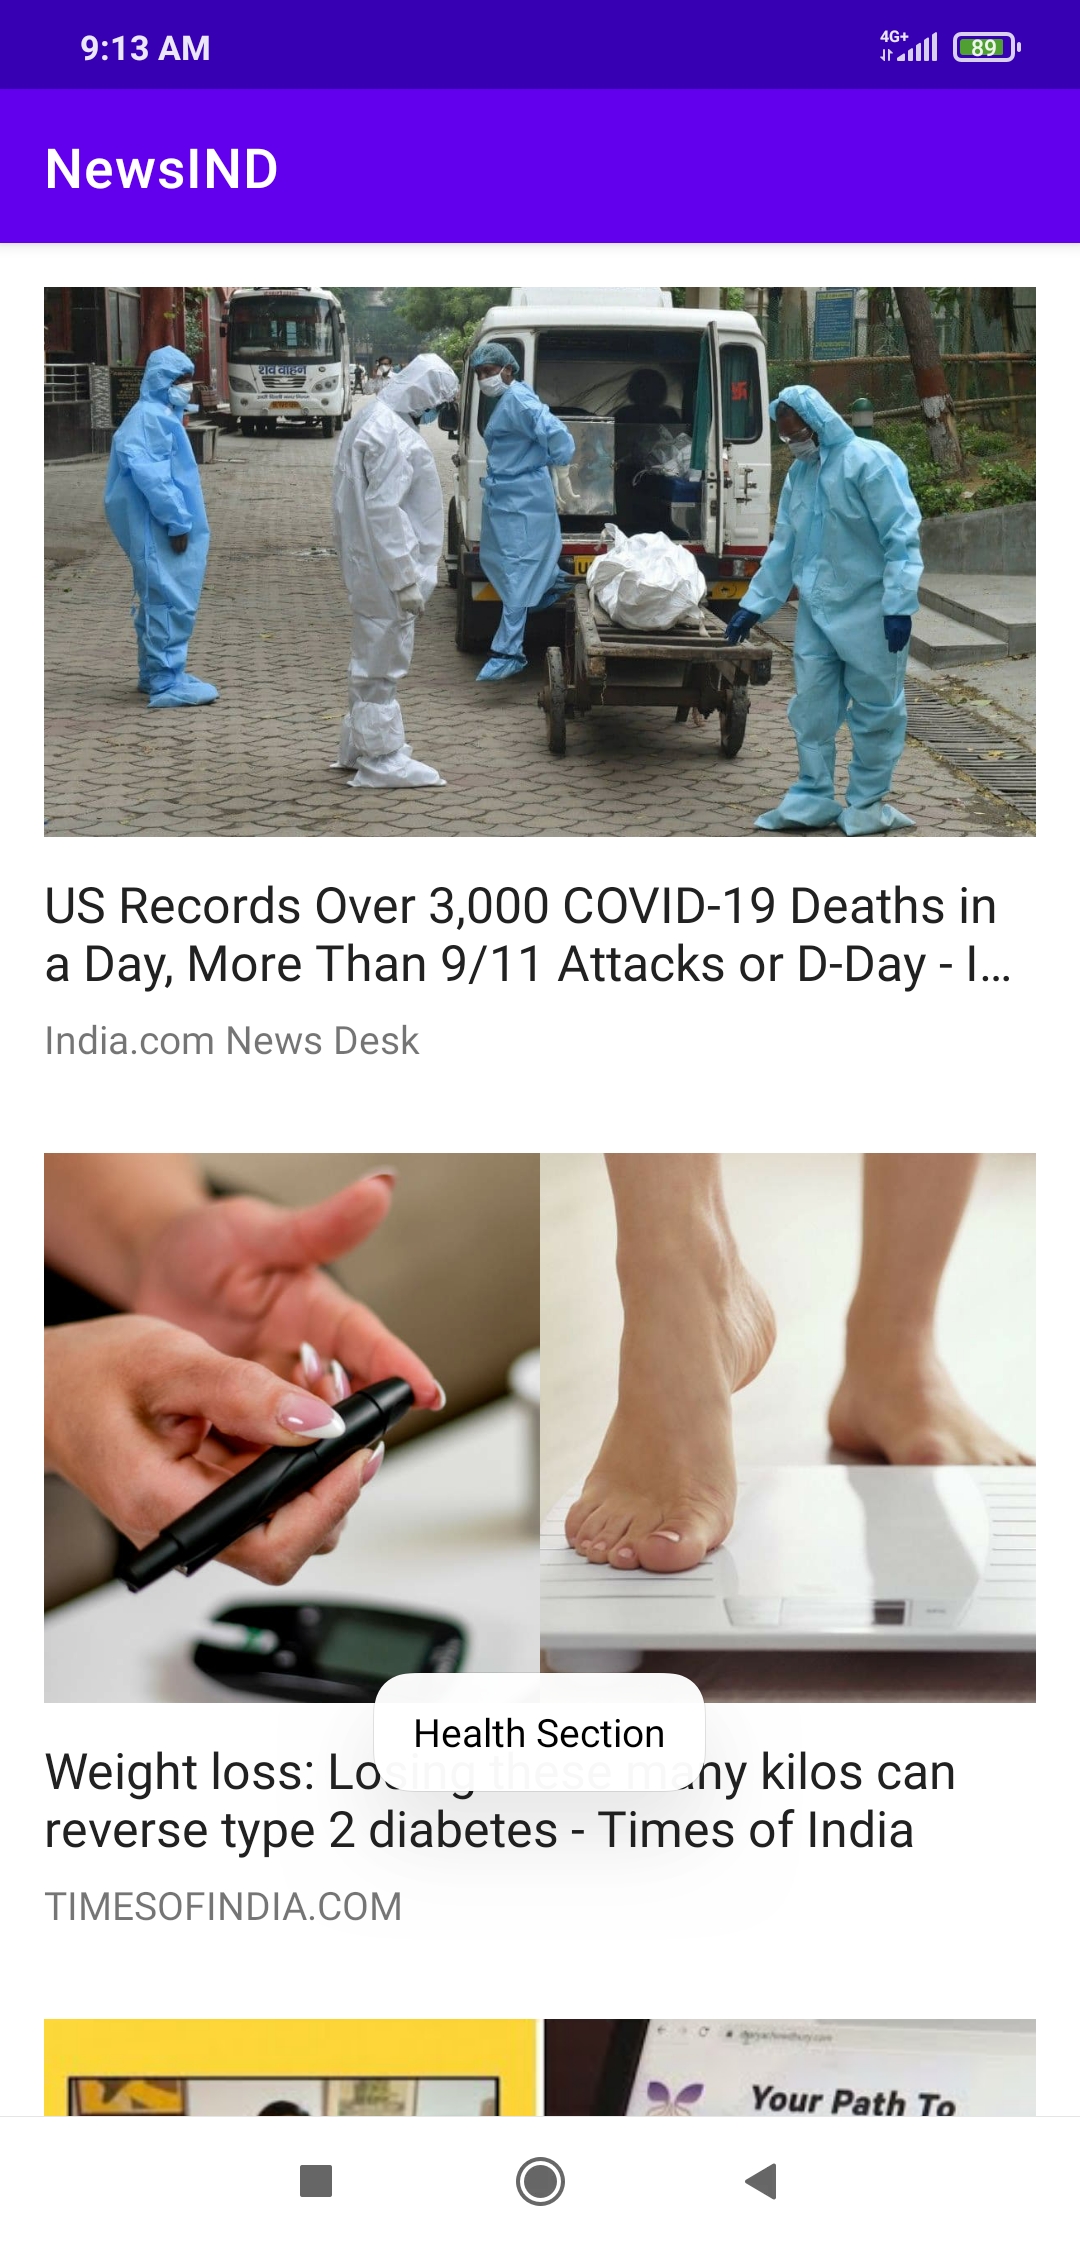 9:13 AM
4G+
89
NewsIND
शव वाहन
US Records Over 3,000 COVID-19 Deaths in
a Day, More Than 9/11 Attacks or D-Day - I…
India.com News Desk
Health Section
Weight loss: Losing these many kilos can
reverse type 2 diabetes - Times of India
TIMESOFINDIA.COM
Your Path To